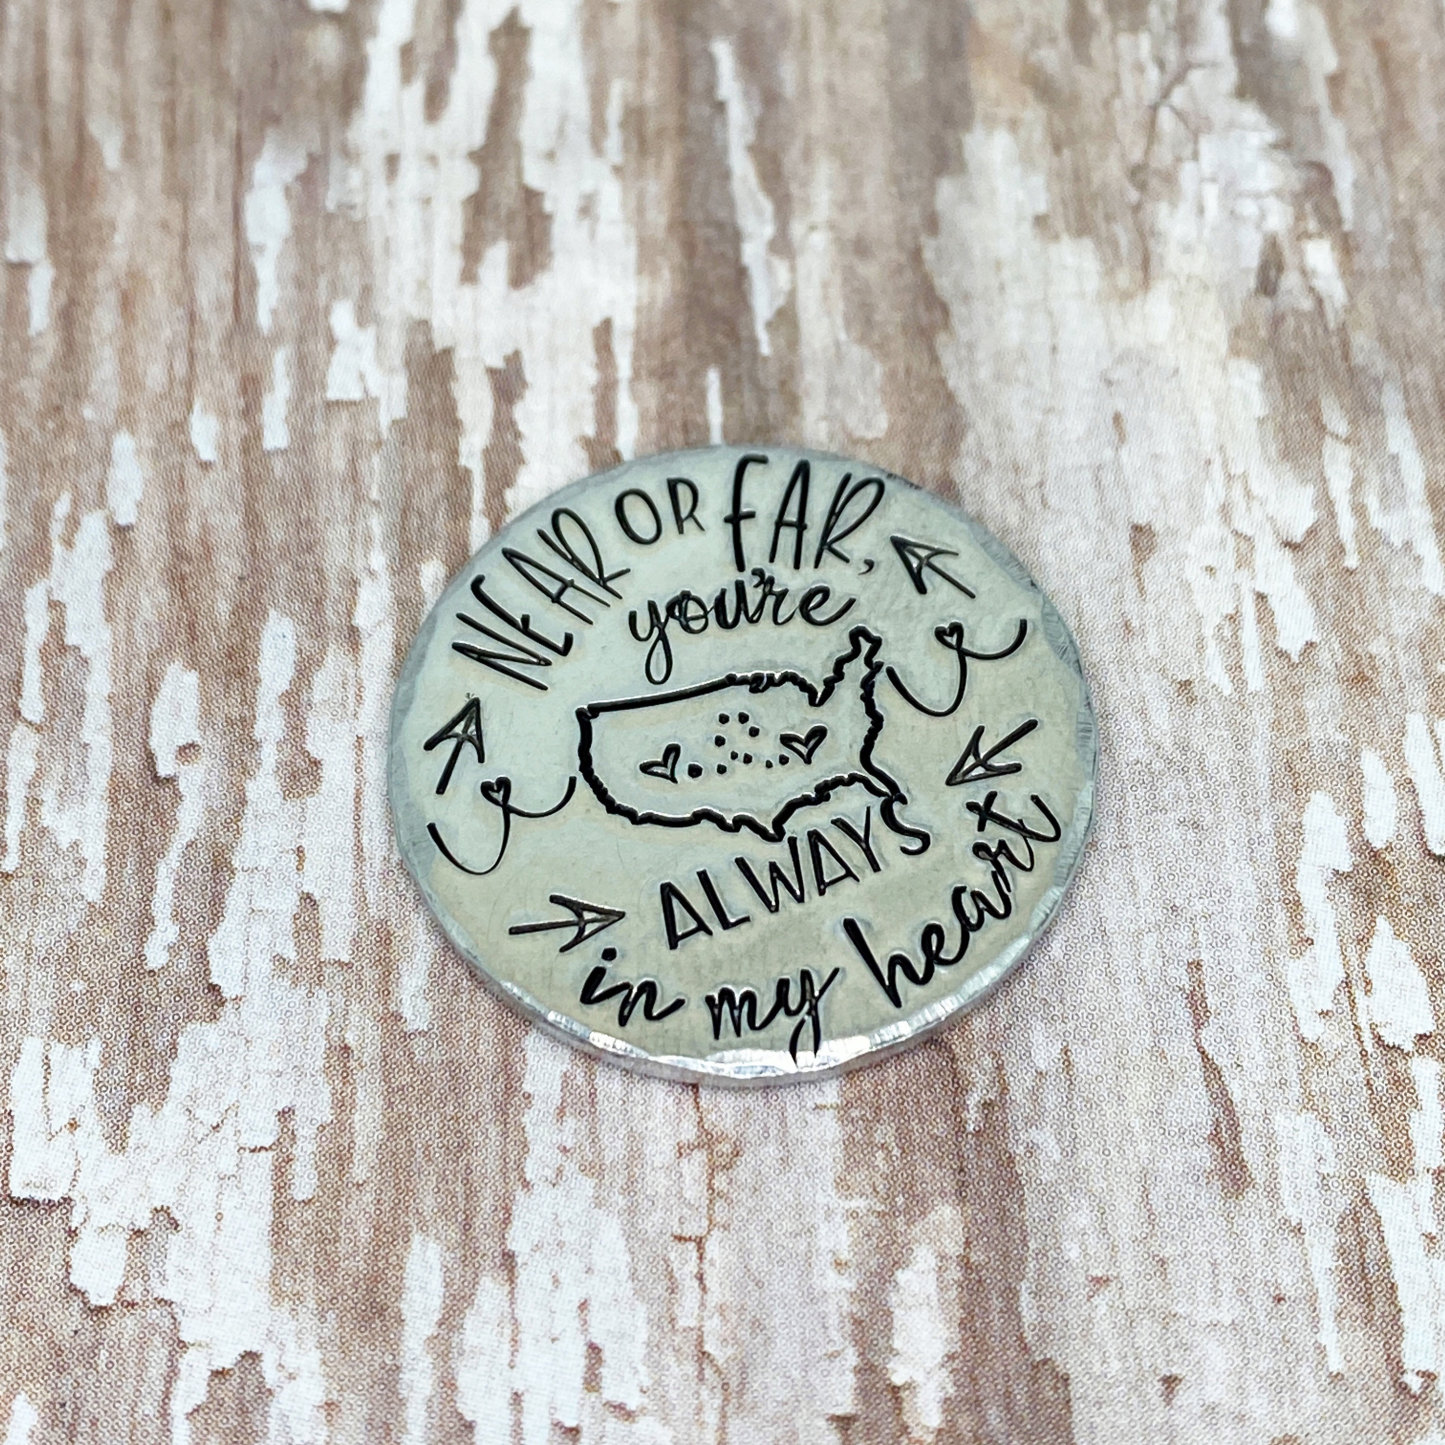 NEAR OR FAR,
you're
ALWAYS
in my heart